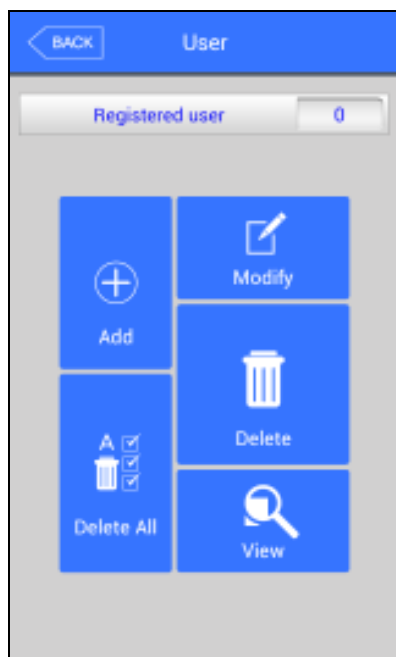 BACK User
Registered user 0
Add
Modify
Delete
A
Delete All
View